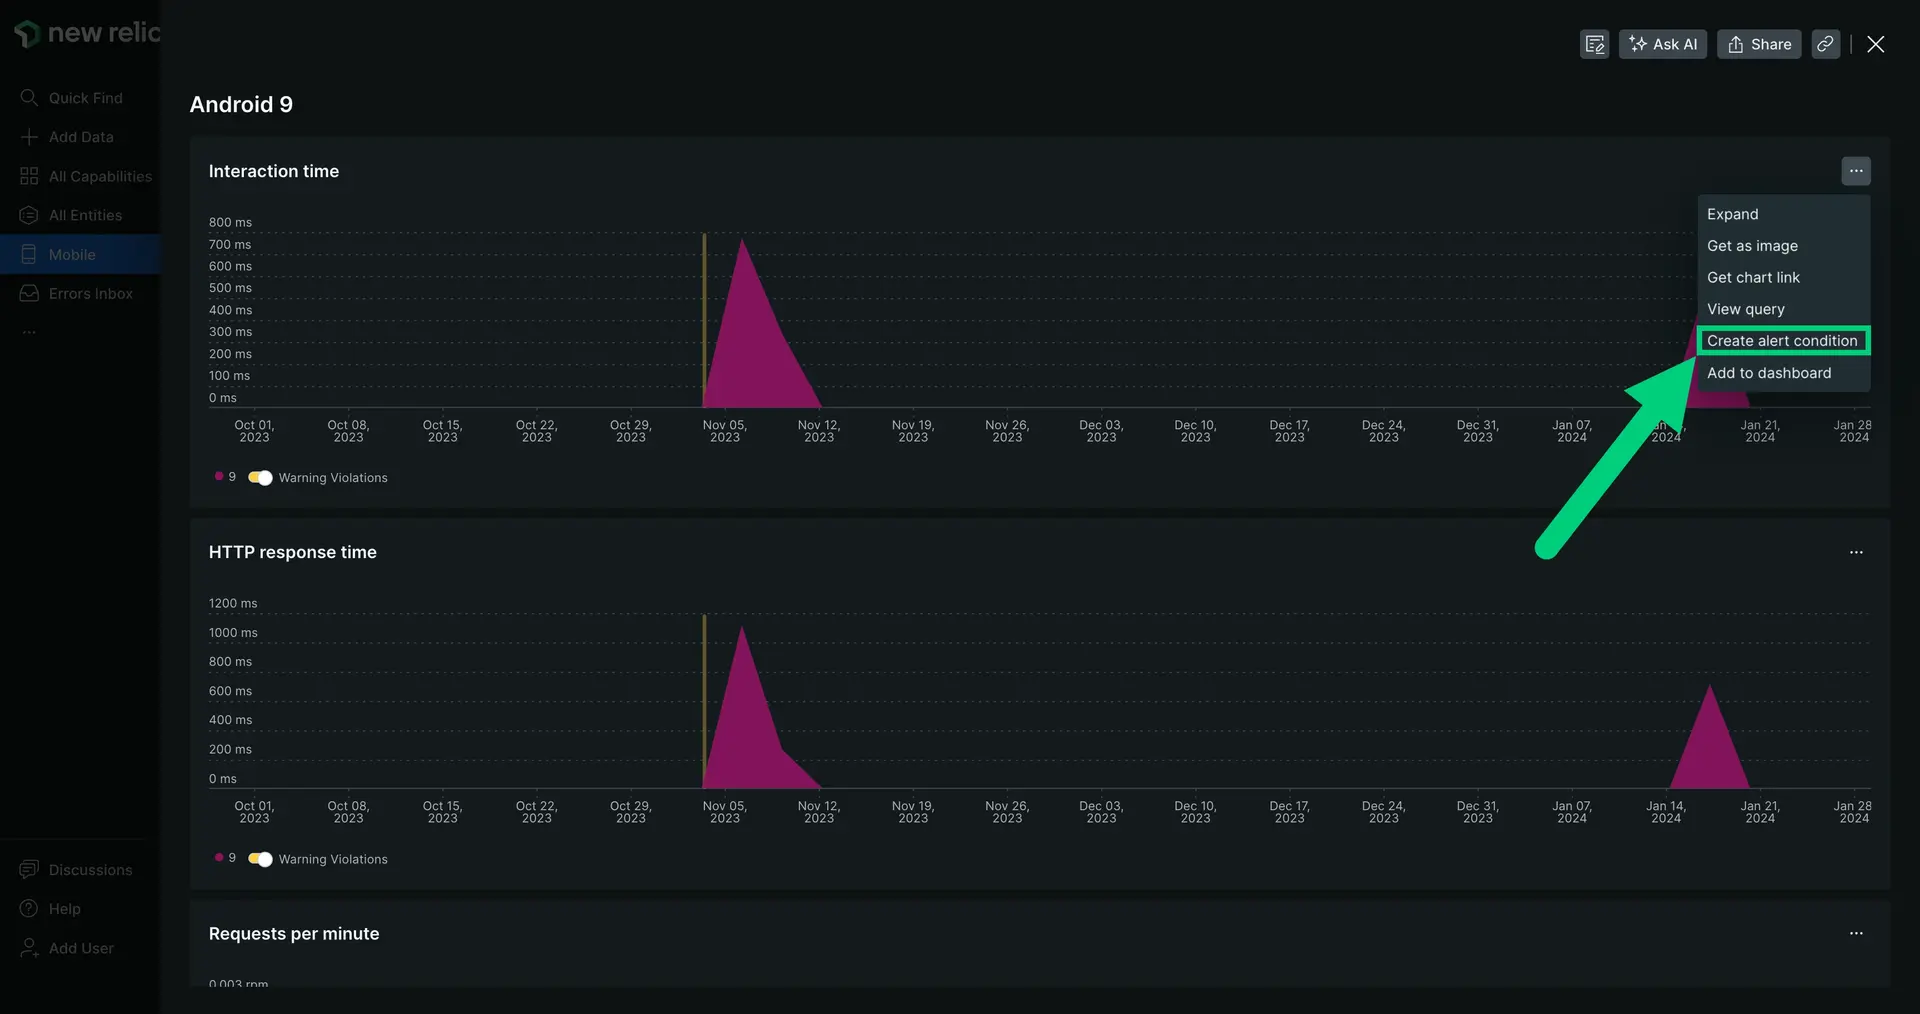 new relic
Quick Find
Add Data
All Capabilities
All Entities
Mobile
Errors Inbox
...
Discussions
Help
Add User
Ask AI
Share
Android 9
Interaction time
...
Expand
Get as image
Get chart link
View query
Create alert condition
Add to dashboard
800 ms
700 ms
600 ms
500 ms
400 ms
300 ms
200 ms
100 ms
0 ms
Oct 01, Oct 08, Oct 15, Oct 22, Oct 29, Nov 05, Nov 12, Nov 19, Nov 26, Dec 03, Dec 10, Dec 17, Dec 24, Dec 31, Jan 07, Jan 21, Jan 28
2023 2023 2023 2023 2023 2023 2023 2023 2023 2023 2023 2023 2023 2023 2024 2024 2024 2024
9 Warning Violations
HTTP response time
...
1200 ms
1000 ms
800 ms
600 ms
400 ms
200 ms
0 ms
Oct 01, Oct 08, Oct 15, Oct 22, Oct 29, Nov 05, Nov 12, Nov 19, Nov 26, Dec 03, Dec 10, Dec 17, Dec 24, Dec 31, Jan 07, Jan 14, Jan 21, Jan 28
2023 2023 2023 2023 2023 2023 2023 2023 2023 2023 2023 2023 2023 2023 2024 2024 2024 2024
9 Warning Violations
Requests per minute
...
0.003 rpm